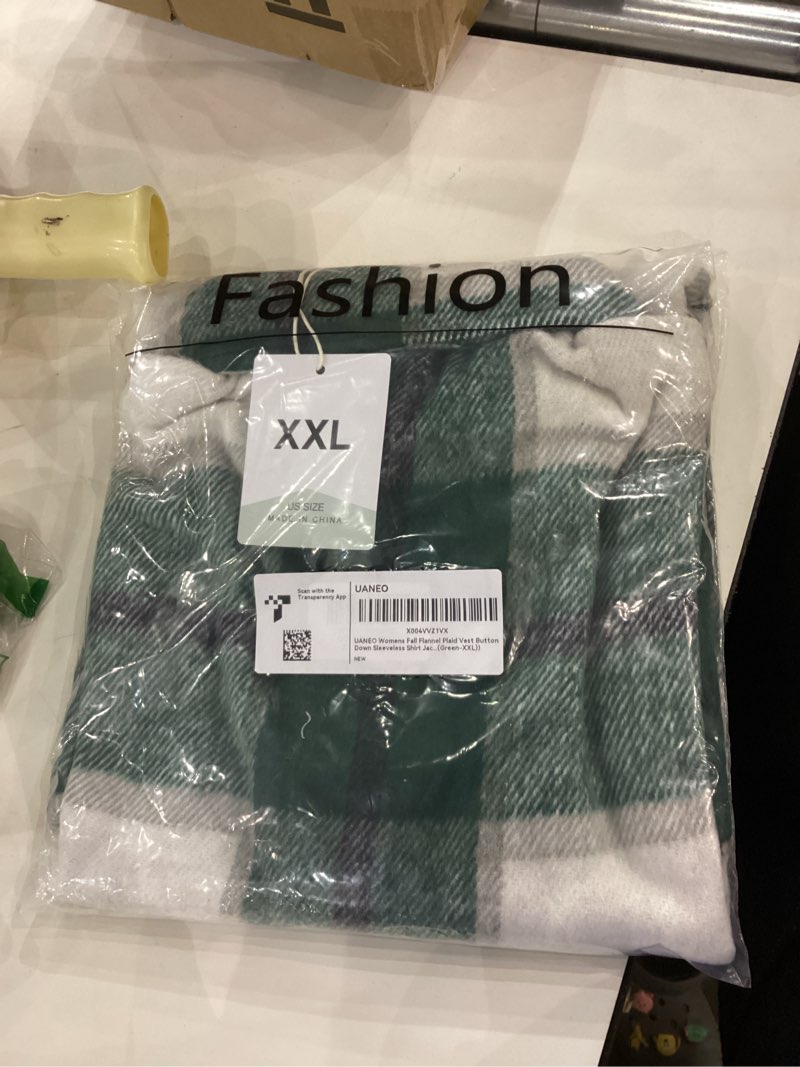 Fashion
XXL
US SIZE
MADE IN CHINA
Scan with the
Transparency App
UANEO
X004VVZ1VX
UANEO Womens Fall Flannel Plaid Vest Button
Down Sleeveless Shirt Jac...(Green-XXL))
NEW